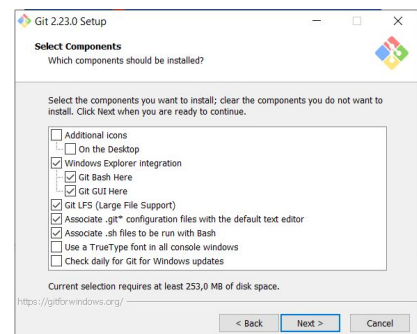 Git 2.23.0 Setup
Select Components
Which components should be installed?
Select the components you want to install; clear the components you do not want to
install. Click Next when you are ready to continue.
Additional icons
On the Desktop
Windows Explorer integration
Git Bash Here
Git GUI Here
Git LFS (Large File Support)
Associate .git* configuration files with the default text editor
Associate .sh files to be run with Bash
Use a TrueType font in all console windows
Check daily for Git for Windows updates
Current selection requires at least 253,0 MB of disk space.
https://gitforwindows.org/
< Back
Next >
Cancel